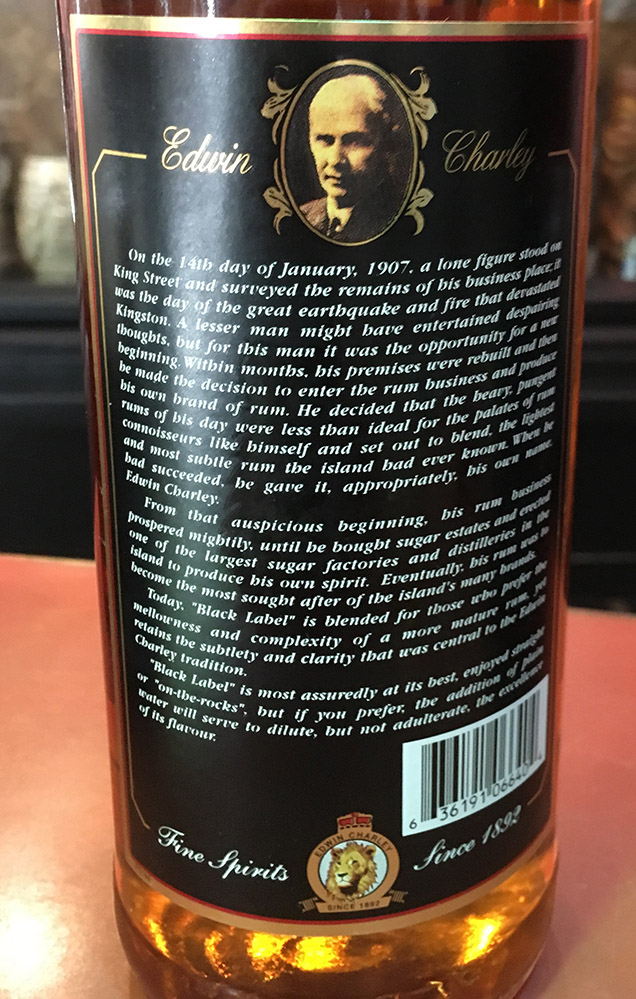 Edwin Charley
On the 14th day of January, 1907, a lone figure stood on
King Street and surveyed the remains of his business place; it
was the day of the great earthquake and fire that devastated
Kingston. A lesser man might have entertained despairing
thoughts, but for this man it was the opportunity for a new
beginning. Within months, his premises were rebuilt and then
he made the decision to enter the rum business and produce
his own brand of rum. He decided that the heavy, pungent
rums of his day were less than ideal for the palates of rum
connoisseurs like himself and set out to blend, the lightest
and most subtle rum the island had ever known. When he
had succeeded, he gave it, appropriately, his own name.
Edwin Charley.
From that auspicious beginning, his rum business
prospered mightily, until he bought sugar estates and erected
one of the largest sugar factories and distilleries in the
island to produce his own spirit. Eventually, his rum was to
become the most sought after of the island's many brands.
Today, "Black Label" is blended for those who prefer the
mellowness and complexity of a more mature rum, yet
retains the subtlety and clarity that was central to the Edwin
Charley tradition.
"Black Label" is most assuredly at its best, enjoyed straight
or "on-the-rocks", but if you prefer, the addition of plain
water will serve to dilute, but not adulterate, the excellence
of its flavour.
6 36191 06640 4
Fine Spirits
EDWIN CHARLEY
SINCE 1892
Since 1892